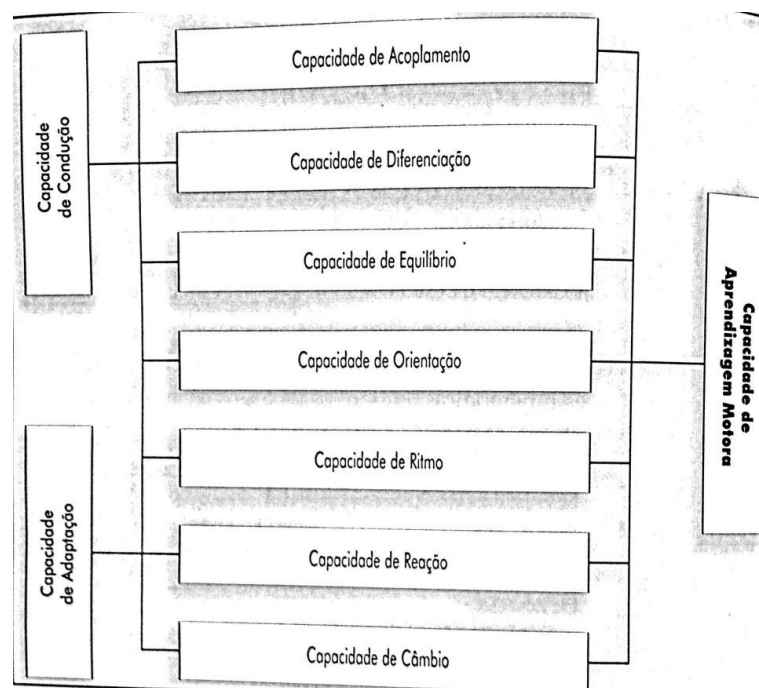 Capacidade
de Condução
Capacidade
de Adaptação
Capacidade de Acoplamento
Capacidade de Diferenciação
Capacidade de Equilíbrio
Capacidade de Orientação
Capacidade de Ritmo
Capacidade de Reação
Capacidade de Câmbio
Capacidade de
Aprendizagem Motora